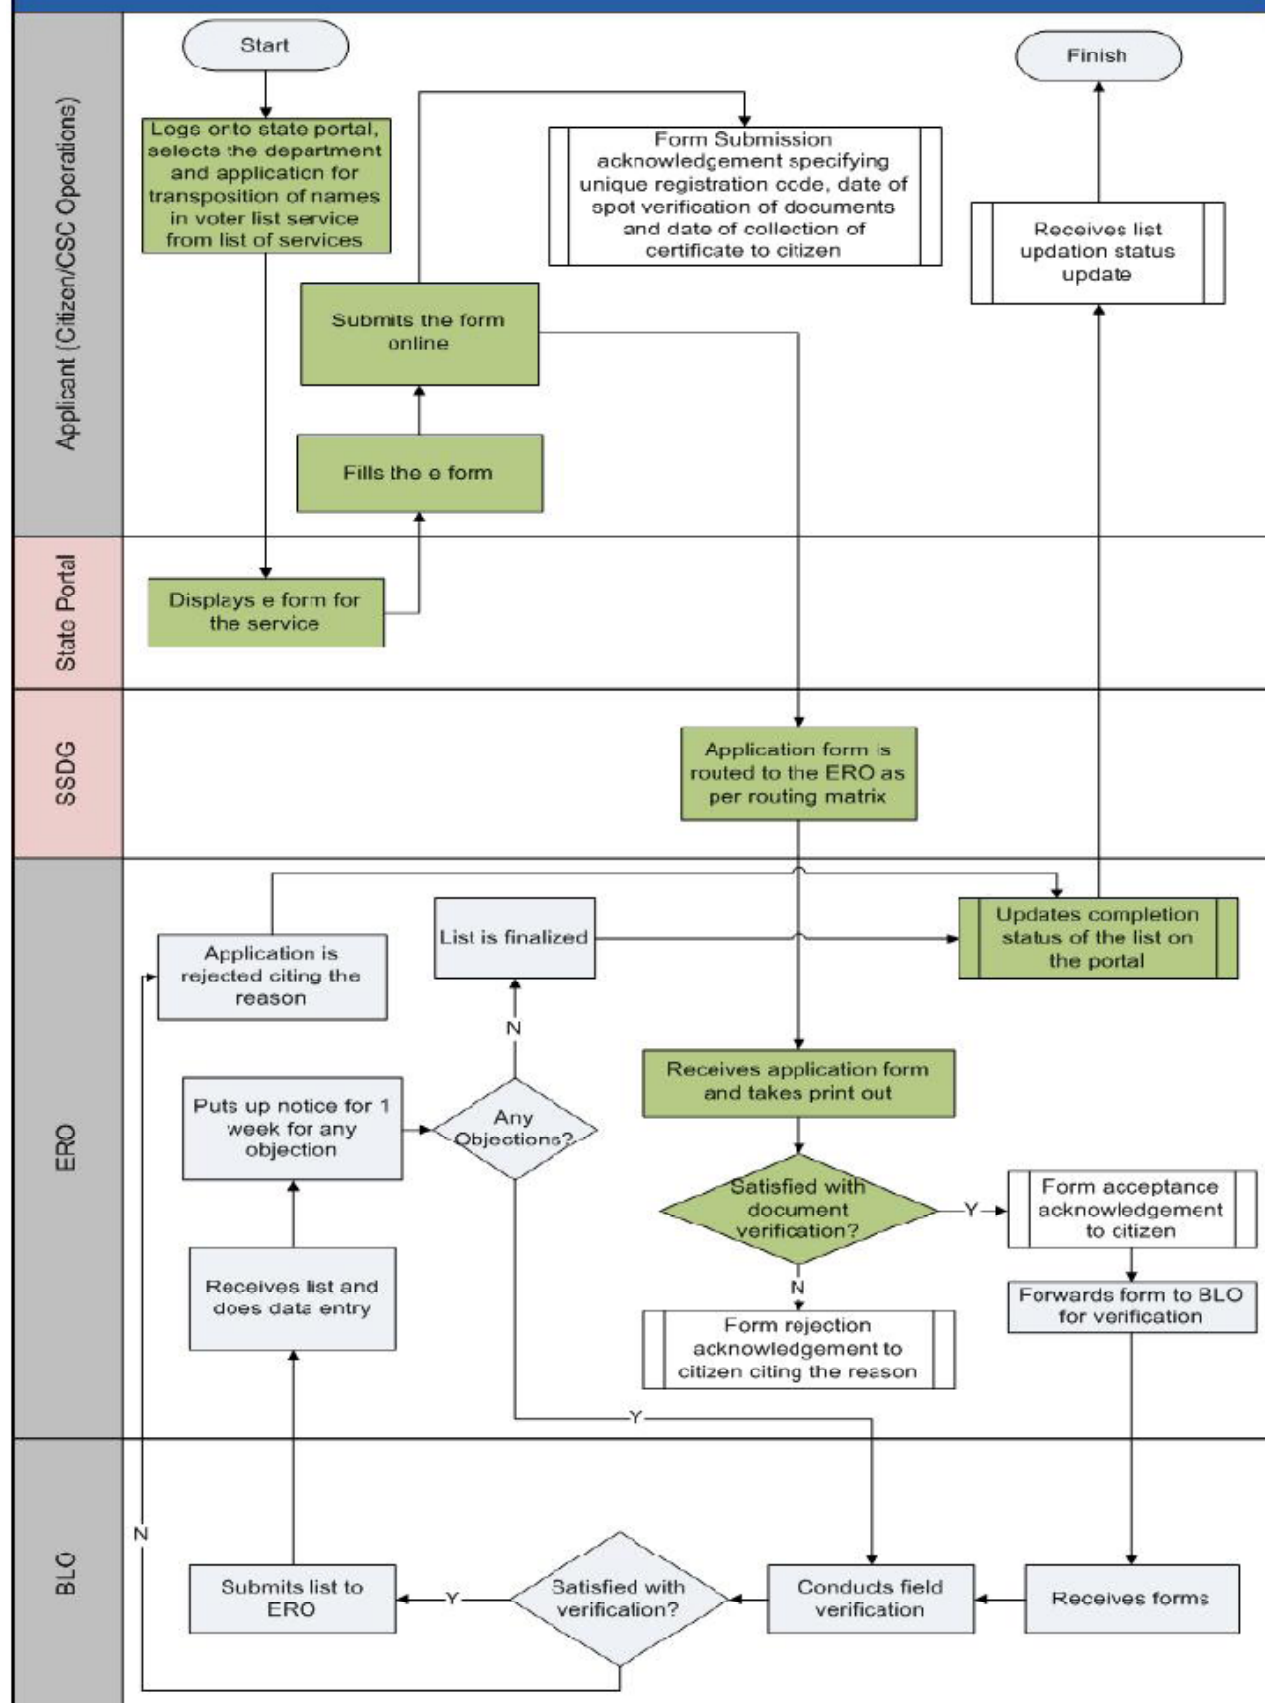 Applicant (Citizen/CSC Operations)
Start
Finish
Logs onto state portal,
selects the department
and application for
transposition of names
in voter list service
from list of services
Form Submission
acknowledgement specifying
unique registration code, date of
spot verification of documents
and date of collection of
certificate to citizen
Receives list
updation status
update
Submits the form
online
Fills the e form
State Portal
Displays e form for
the service
SSDG
Application form is
routed to the ERO as
per routing matrix
ERO
Application is
rejected citing the
reason
List is finalized
Updates completion
status of the list on
the portal
N
Receives application form
and takes print out
Puts up notice for 1
week for any
objection
Any
Objections?
Satisfied with
document
verification?
Y
Form acceptance
acknowledgement
to citizen
N
Receives list and
does data entry
Forwards form to BLO
for verification
Form rejection
acknowledgement to
citizen citing the reason
Y
BLO
N
Submits list to
ERO
Y
Satisfied with
verification?
Conducts field
verification
Receives forms